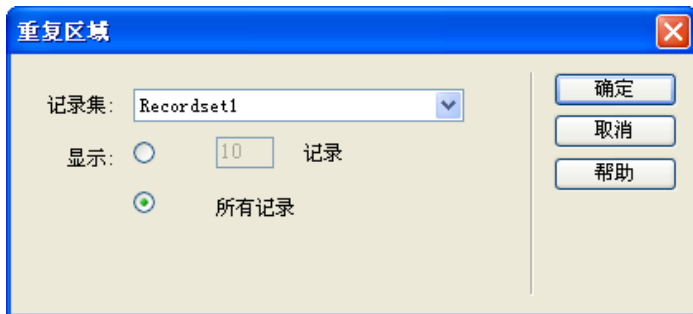 重复区域
记录集: Recordset1
显示: 10 记录
所有记录
确定
取消
帮助